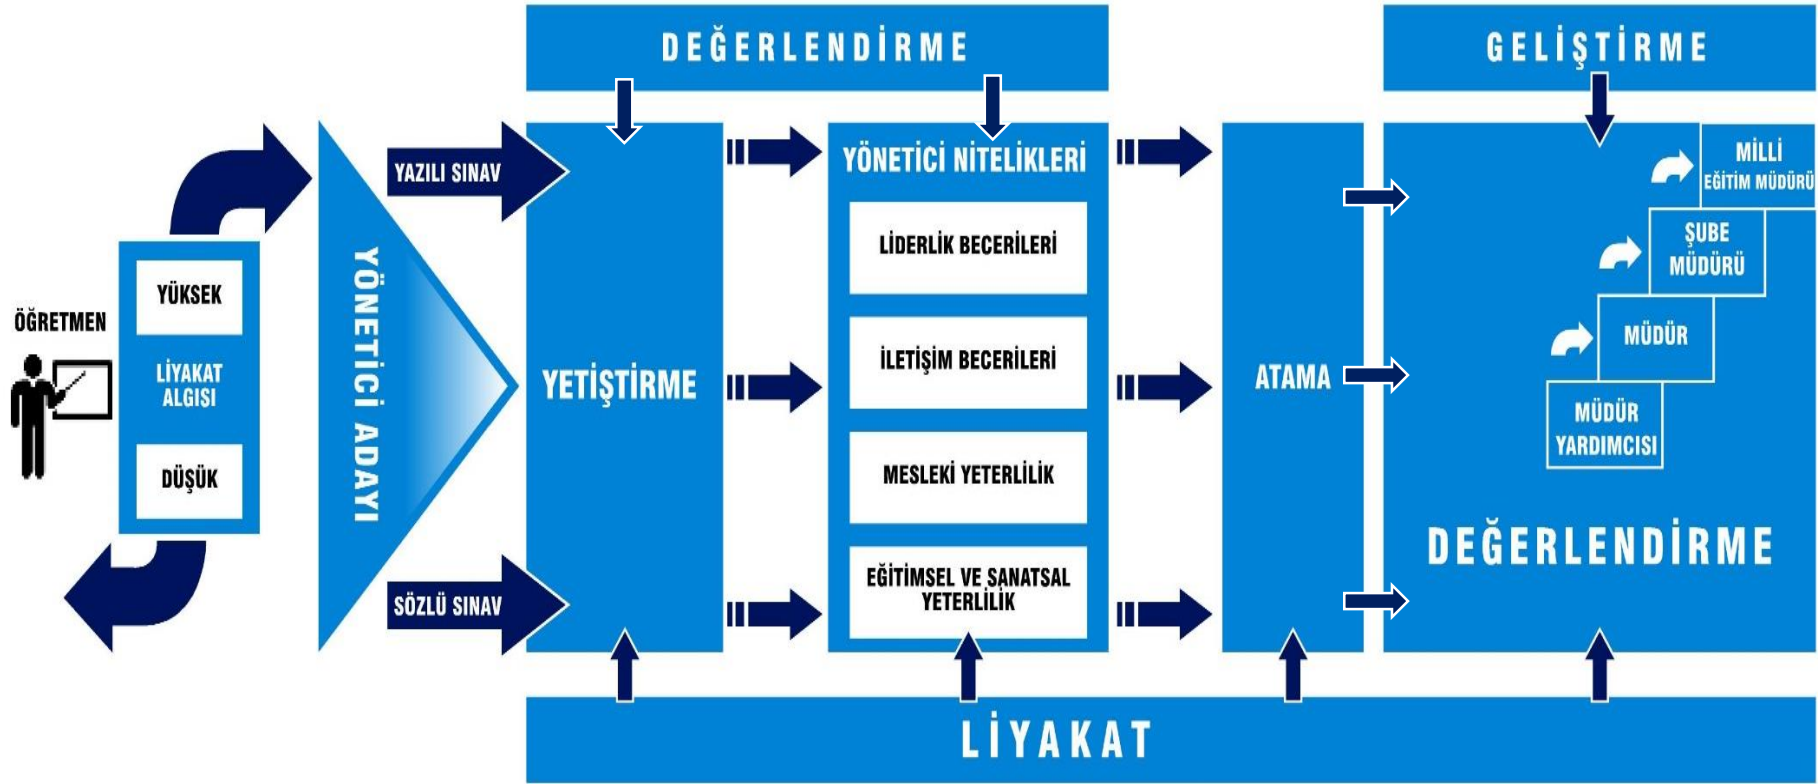 DEĞERLENDİRME
GELİŞTİRME
ÖĞRETMEN
YÜKSEK
LİYAKAT
ALGISI
DÜŞÜK
YÖNETİCİ ADAYI
YAZILI SINAV
SÖZLÜ SINAV
YETİŞTİRME
YÖNETİCİ NİTELİKLERİ
LİDERLİK BECERİLERİ
İLETİŞİM BECERİLERİ
MESLEKİ YETERLİLİK
EĞİTİMSEL VE SANATSAL
YETERLİLİK
ATAMA
MİLLİ
EĞİTİM MÜDÜRÜ
ŞUBE
MÜDÜRÜ
MÜDÜR
MÜDÜR
YARDIMCISI
DEĞERLENDİRME
LİYAKAT